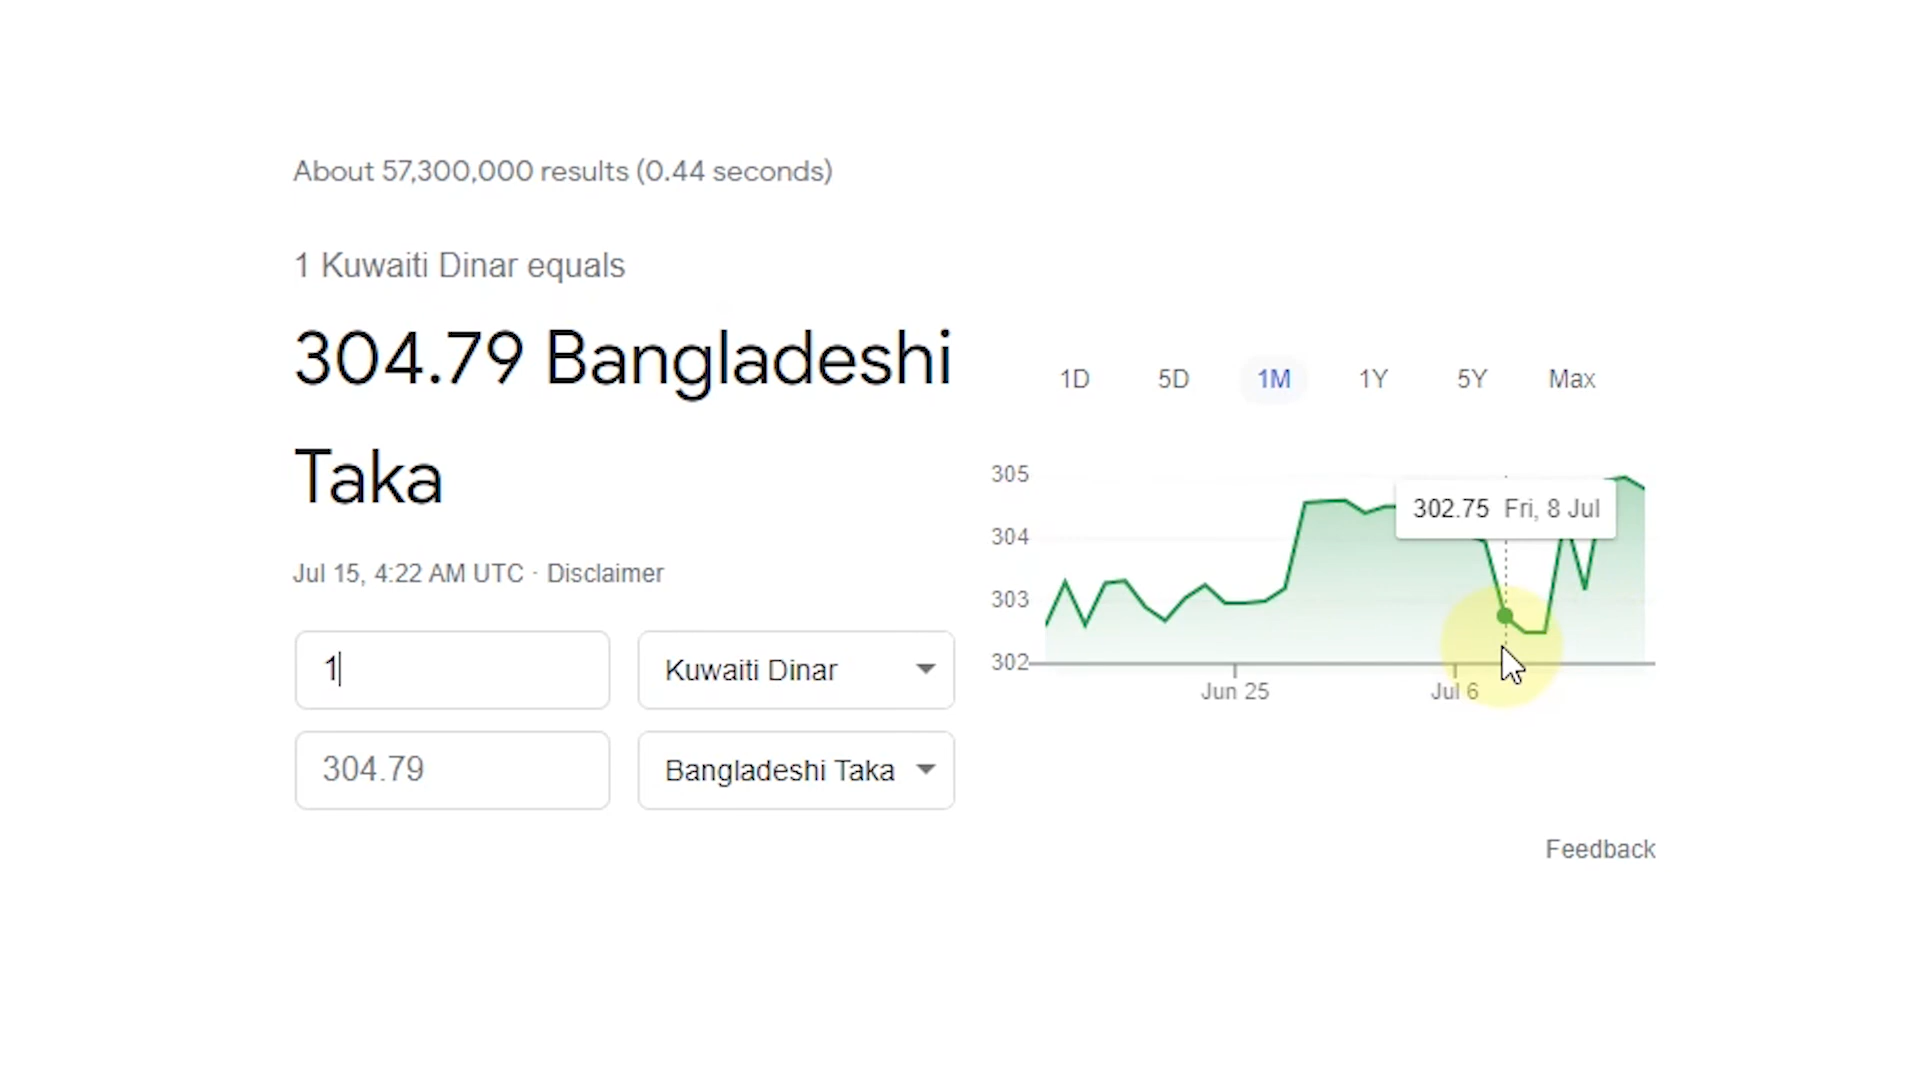 About 57,300,000 results (0.44 seconds)
1 Kuwaiti Dinar equals
304.79 Bangladeshi
Taka
Jul 15, 4:22 AM UTC · Disclaimer
1
Kuwaiti Dinar
304.79
Bangladeshi Taka
1D 5D 1M 1Y 5Y Max
305
302.75 Fri, 8 Jul
304
303
302
Jun 25 Jul 6
Feedback